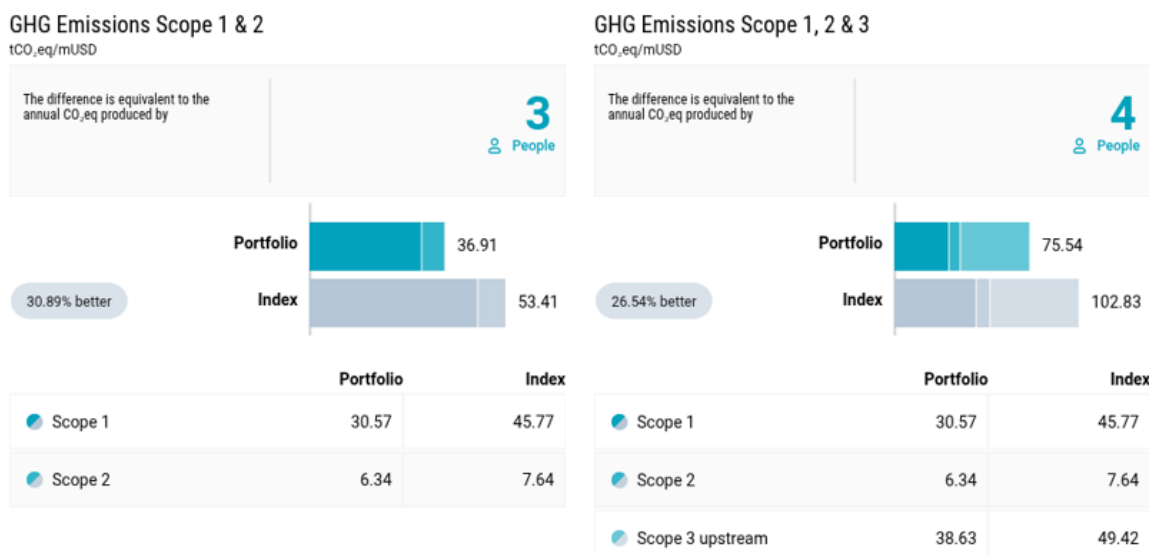 GHG Emissions Scope 1 & 2
tCO₂eq/mUSD
The difference is equivalent to the
annual CO₂eq produced by
3
People
Portfolio 36.91
30.89% better Index 53.41
Portfolio Index
Scope 1 30.57 45.77
Scope 2 6.34 7.64
GHG Emissions Scope 1, 2 & 3
tCO₂eq/mUSD
The difference is equivalent to the
annual CO₂eq produced by
4
People
Portfolio 75.54
26.54% better Index 102.83
Portfolio Index
Scope 1 30.57 45.77
Scope 2 6.34 7.64
Scope 3 upstream 38.63 49.42